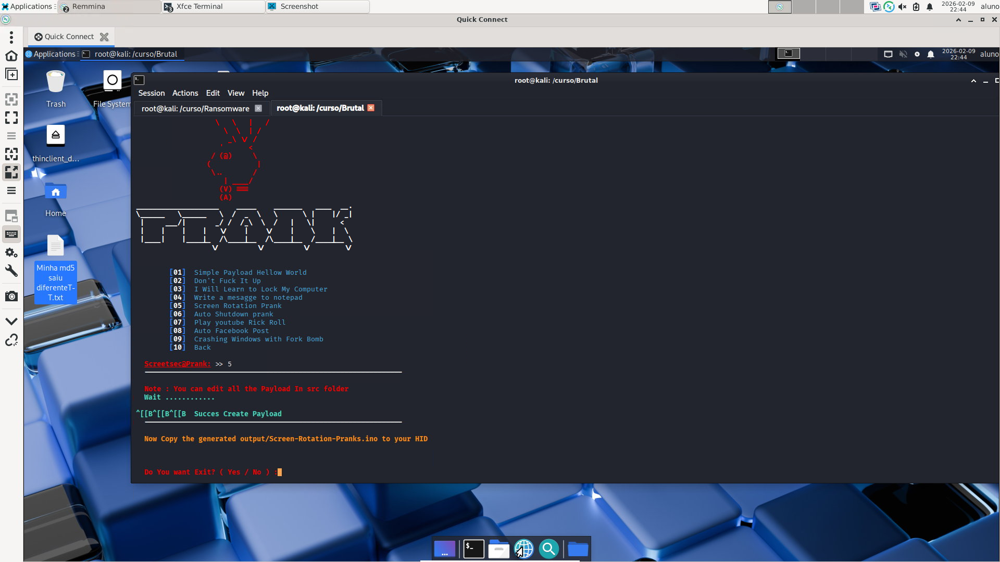 Applications
2 Remmina
3 Xfce Terminal
Screenshot
2026-02-09
22:44
aluno
Quick Connect
Quick Connect
Applications
root@kali: /curso/Brutal
2026-02-09
22:44
aluno
Trash
File System
thinclient_d...
Home
Minha md5
saiu
diferenteT-
T.txt
root@kali: /curso/Brutal
Session Actions Edit View Help
root@kali: /curso/Ransomware
root@kali: /curso/Brutal
PRANK
[01] Simple Payload Hellow World
[02] Don't Fuck It Up
[03] I Will Learn to Lock My Computer
[04] Write a mesagge to notepad
[05] Screen Rotation Prank
[06] Auto Shutdown prank
[07] Play youtube Rick Roll
[08] Auto Facebook Post
[09] Crashing Windows with Fork Bomb
[10] Back
Screetsec@Prank: >> 5
Note : You can edit all the Payload In src folder
Wait ............
^[[B^[[B^[[B Succes Create Payload
Now Copy the generated output/Screen-Rotation-Pranks.ino to your HID
Do You want Exit? ( Yes / No ) :